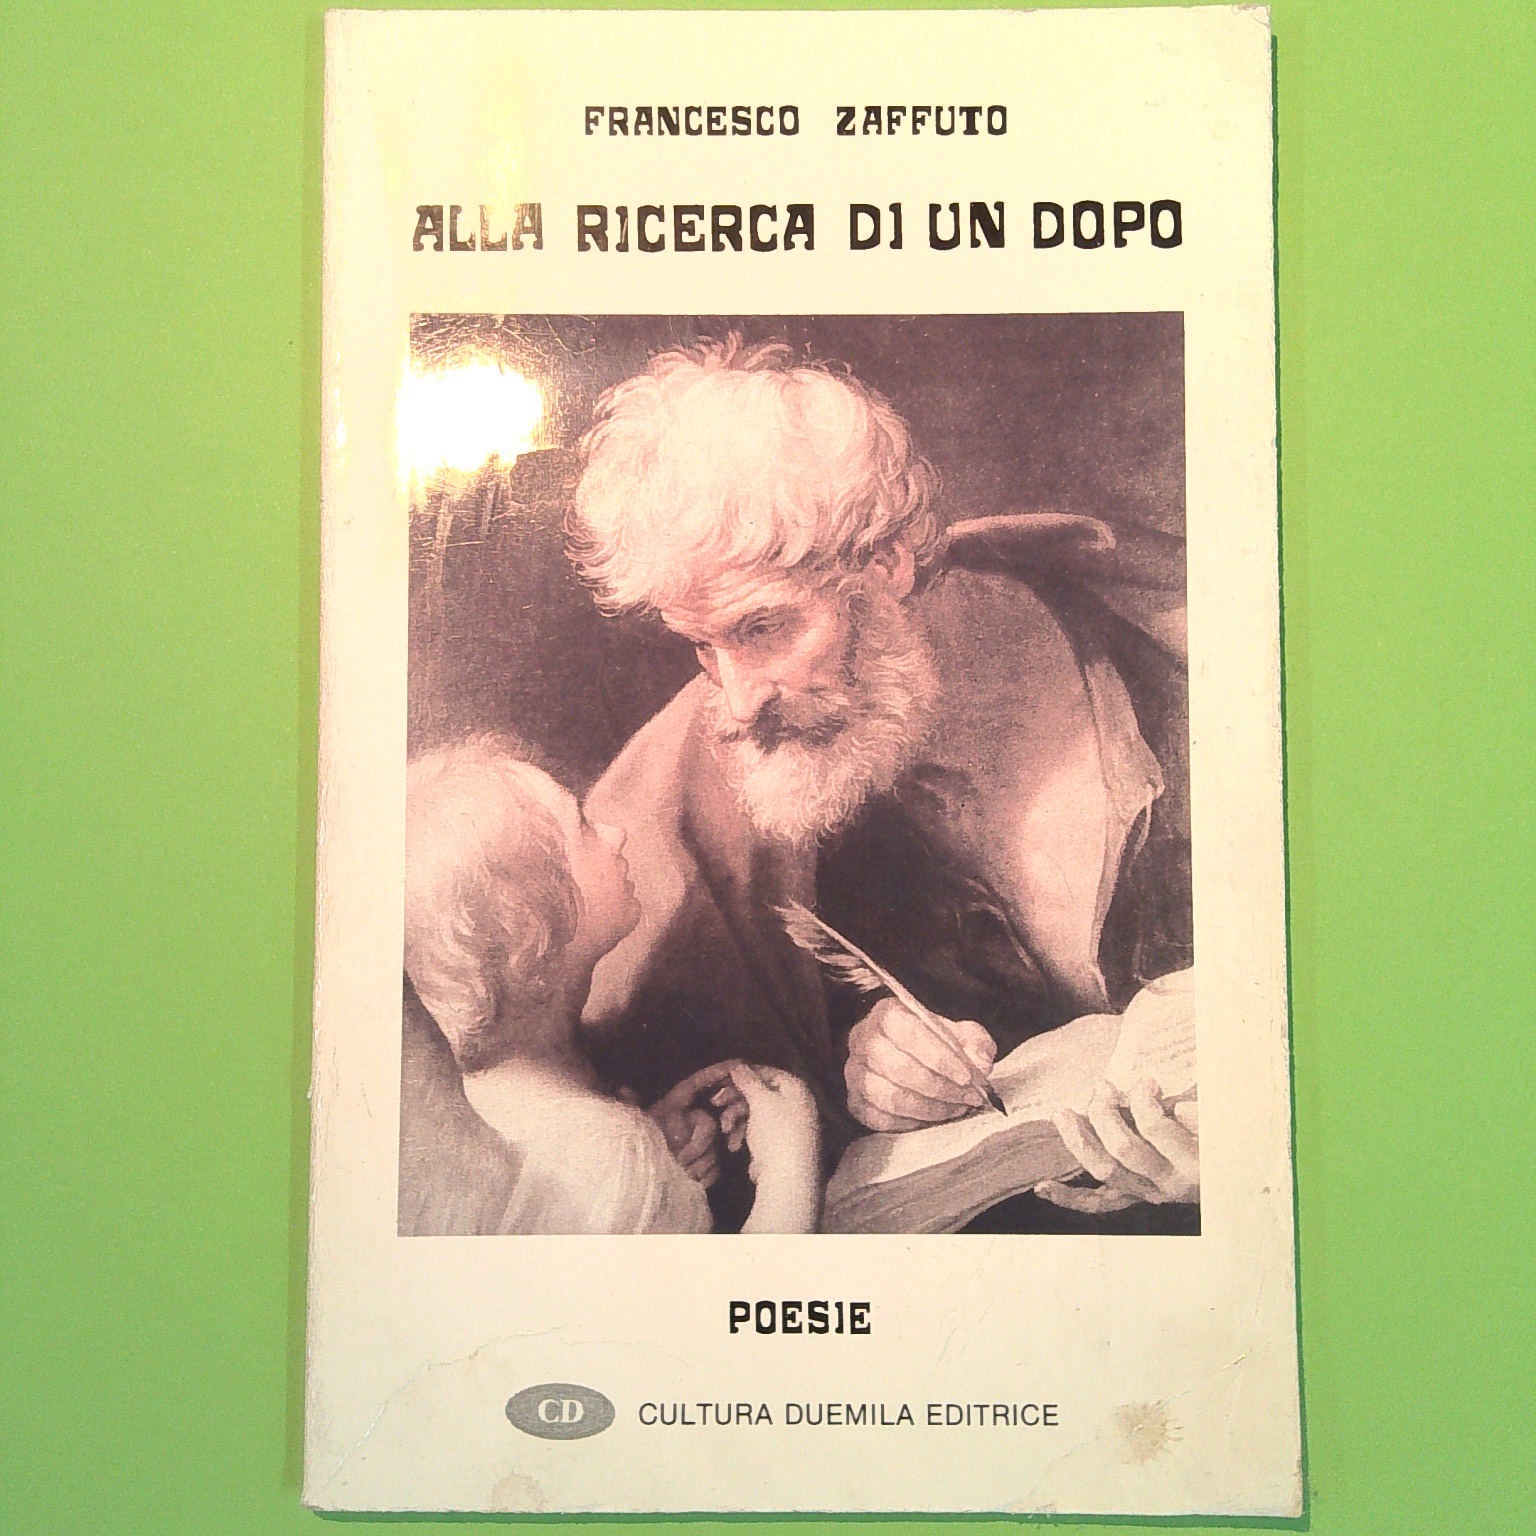 FRANCESCO ZAFFUTO
ALLA RICERCA DI UN DOPO
POESIE
CD CULTURA DUEMILA EDITRICE